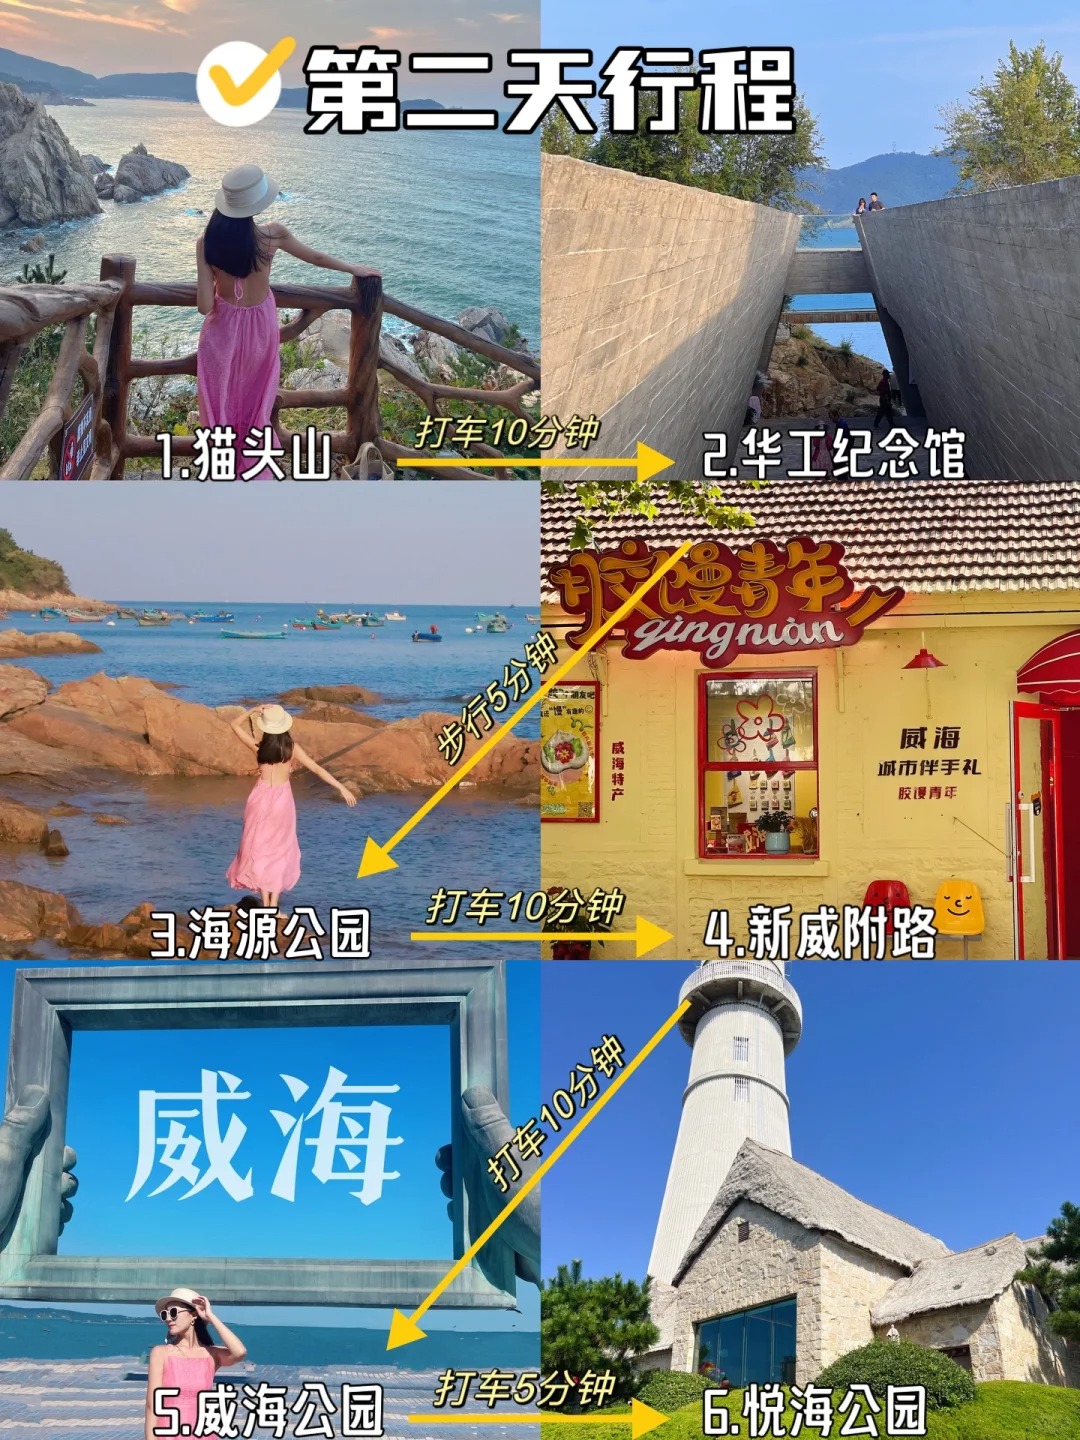 第二天行程
1.猫头山
打车10分钟
2.华工纪念馆
步行5分钟
胶馒青年
qingnian
朋友吧
威海特产
威海
城市伴手礼
胶馒青年
3.海源公园
打车10分钟
4.新威附路
打车10分钟
威海
5.威海公园
打车5分钟
6.悦海公园